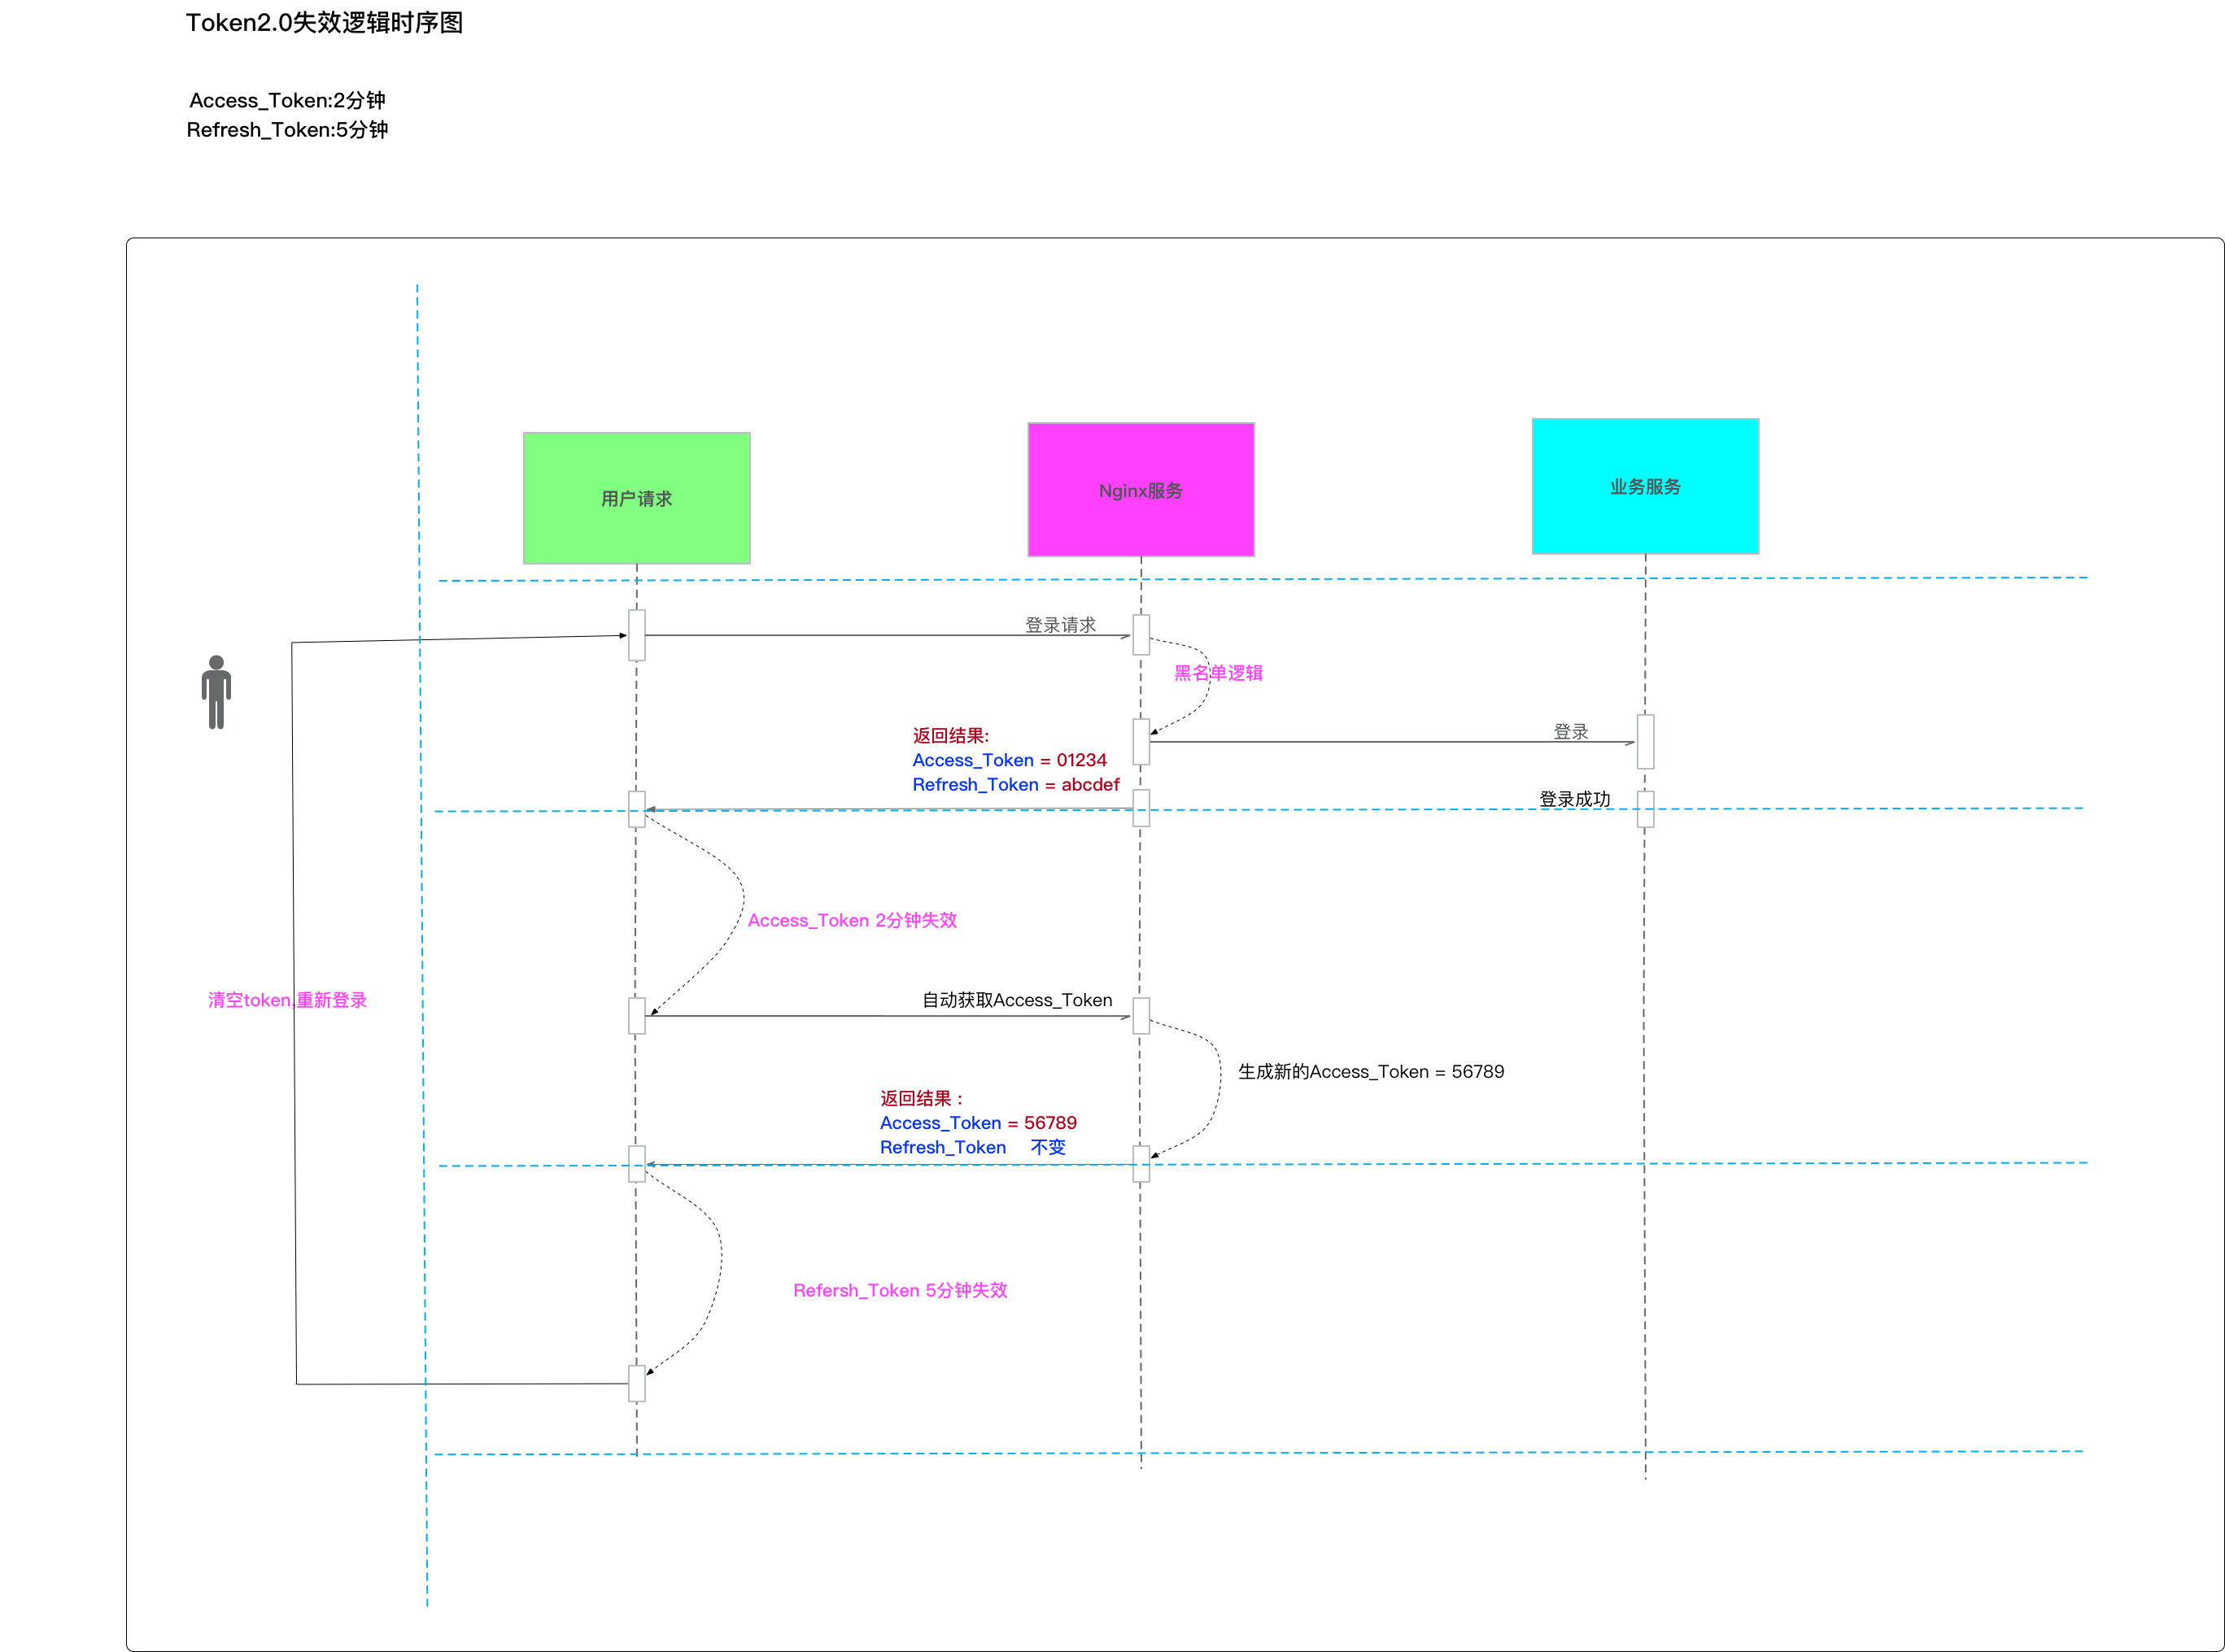 Token2.0失效逻辑时序图
Access_Token:2分钟
Refresh_Token:5分钟
用户请求
Nginx服务
业务服务
登录请求
黑名单逻辑
登录
返回结果:
Access_Token = 01234
Refresh_Token = abcdef
登录成功
Access_Token 2分钟失效
清空token,重新登录
自动获取Access_Token
生成新的Access_Token = 56789
返回结果 :
Access_Token = 56789
Refresh_Token 不变
Refersh_Token 5分钟失效